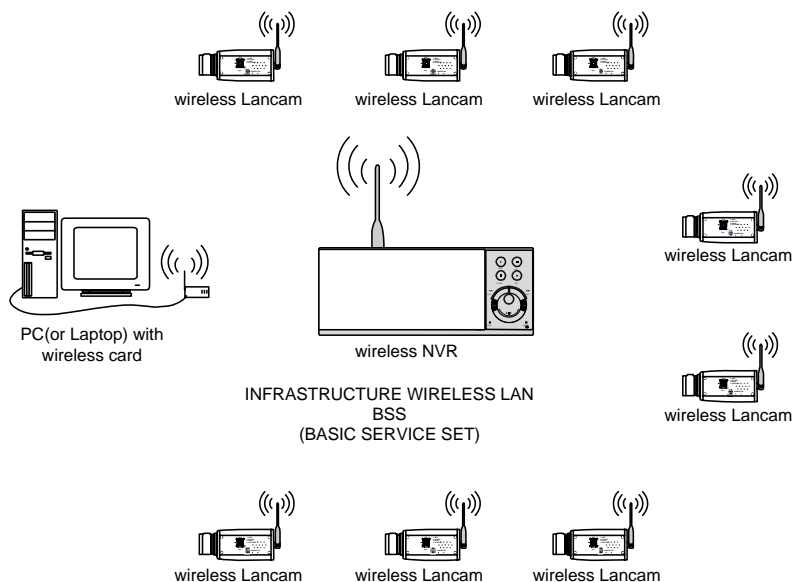 wireless Lancam
wireless Lancam
wireless Lancam
wireless Lancam
PC(or Laptop) with
wireless card
wireless NVR
INFRASTRUCTURE WIRELESS LAN
BSS
(BASIC SERVICE SET)
wireless Lancam
wireless Lancam
wireless Lancam
wireless Lancam